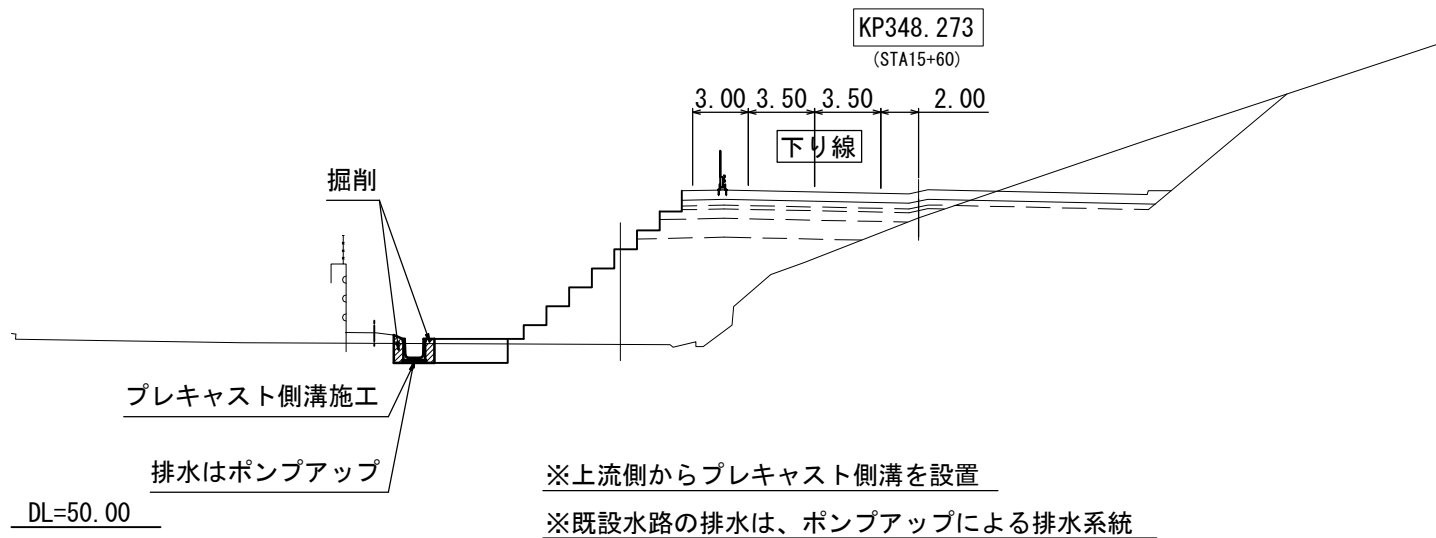 KP348.273
(STA15+60)
3.00 3.50 3.50 2.00
下り線
掘削
プレキャスト側溝施工
排水はポンプアップ
※上流側からプレキャスト側溝を設置
DL=50.00
※既設水路の排水は、ポンプアップによる排水系統